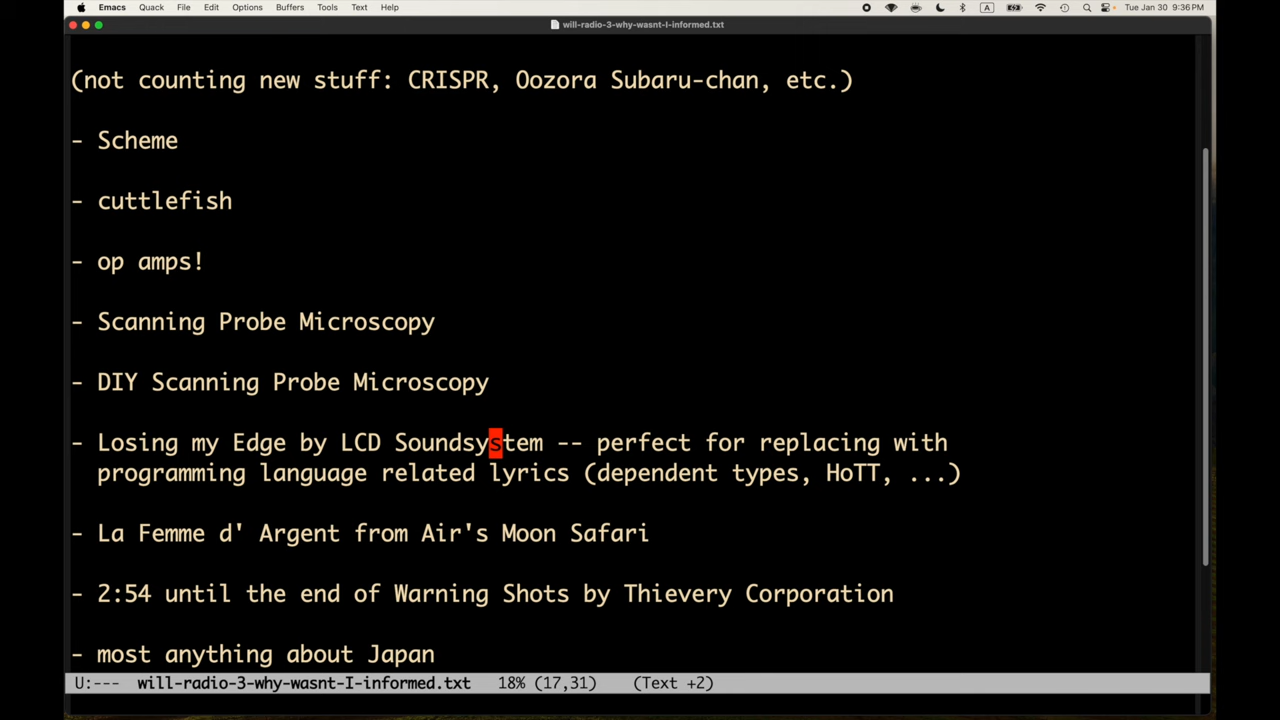 Emacs Quack File Edit Options Buffers Tools Text Help A Tue Jan 30 9:36 PM
will-radio-3-why-wasnt-I-informed.txt
(not counting new stuff: CRISPR, Oozora Subaru-chan, etc.)
- Scheme
- cuttlefish
- op amps!
- Scanning Probe Microscopy
- DIY Scanning Probe Microscopy
- Losing my Edge by LCD Soundsystem -- perfect for replacing with
programming language related lyrics (dependent types, HoTT, ...)
- La Femme d' Argent from Air's Moon Safari
- 2:54 until the end of Warning Shots by Thievery Corporation
- most anything about Japan
U:--- will-radio-3-why-wasnt-I-informed.txt 18% (17,31) (Text +2)